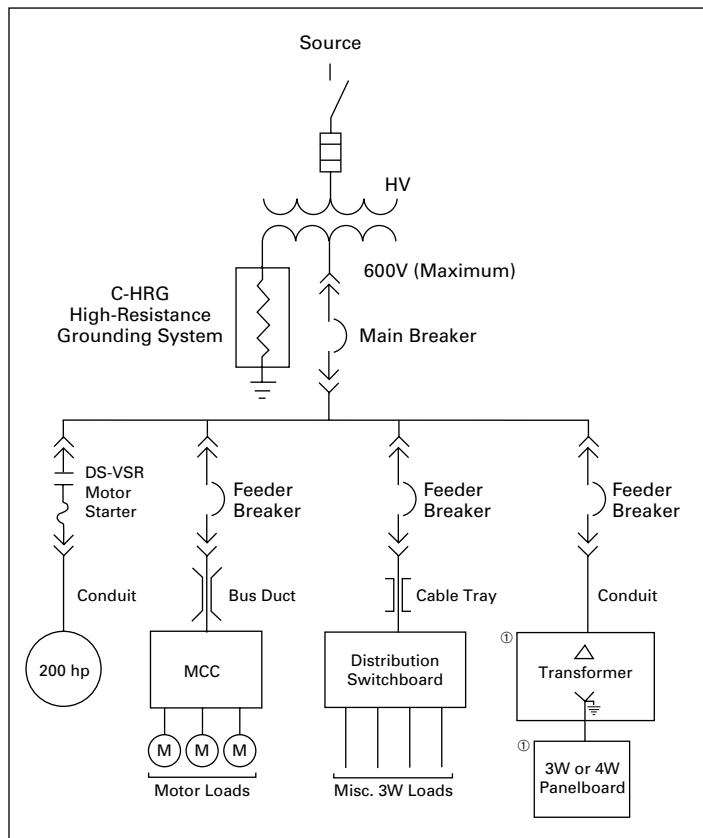 Source
HV
600V (Maximum)
C-HRG
High-Resistance
Grounding System
Main Breaker
DS-VSR
Motor
Starter
Feeder
Breaker
Feeder
Breaker
Feeder
Breaker
Conduit
Bus Duct
Cable Tray
Conduit
200 hp
MCC
Distribution
Switchboard
①
Transformer
M M M
Motor Loads
Misc. 3W Loads
①
3W or 4W
Panelboard